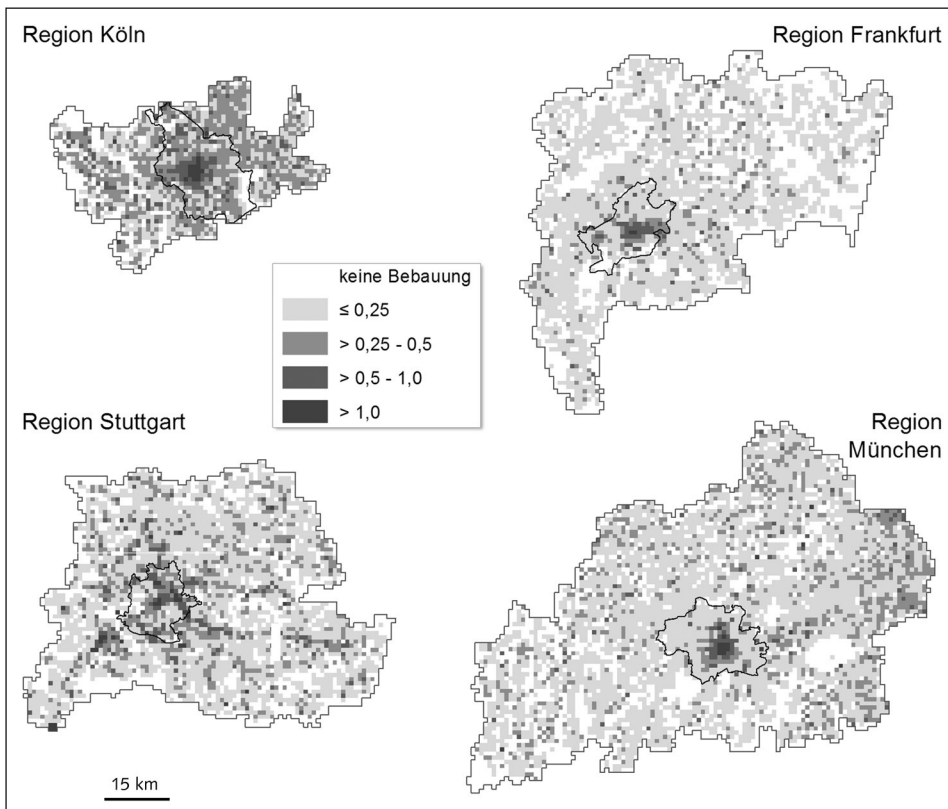 Region Köln
Region Frankfurt
keine Bebauung
≤ 0,25
> 0,25 - 0,5
> 0,5 - 1,0
> 1,0
Region Stuttgart
Region
München
15 km